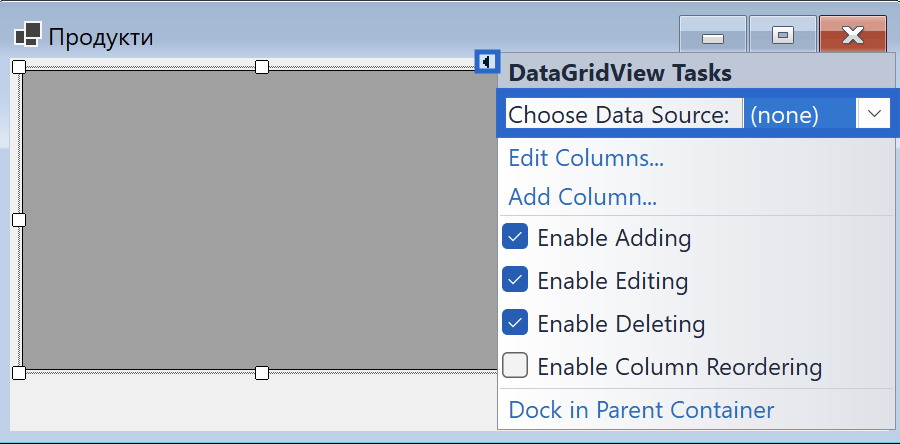 Продукти
DataGridView Tasks
Choose Data Source: (none)
Edit Columns...
Add Column...
Enable Adding
Enable Editing
Enable Deleting
Enable Column Reordering
Dock in Parent Container